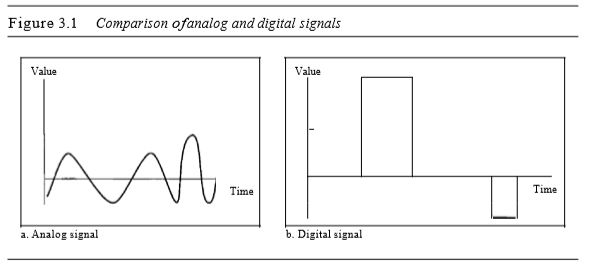 Figure 3.1 Comparison ofanalog and digital signals
Value
Time
a. Analog signal
Value
Time
b. Digital signal